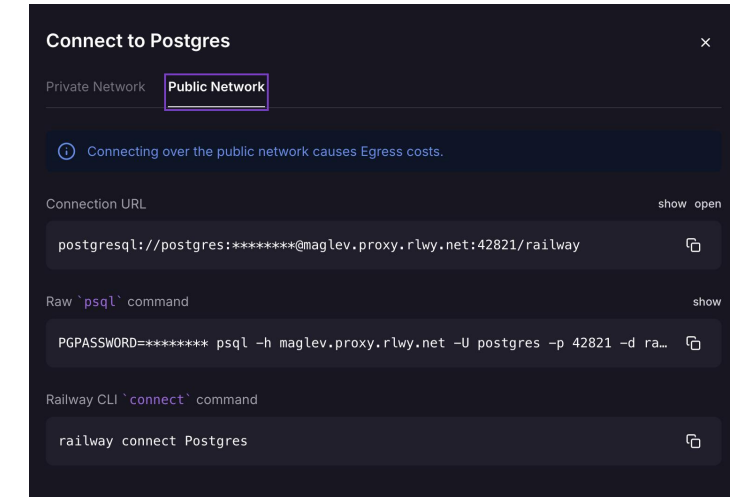 Connect to Postgres
Private Network Public Network
Connecting over the public network causes Egress costs.
Connection URL show open
postgresql://postgres:********@maglev.proxy.rlwy.net:42821/railway
Raw `psql` command show
PGPASSWORD=******** psql -h maglev.proxy.rlwy.net -U postgres -p 42821 -d ra…
Railway CLI `connect` command
railway connect Postgres